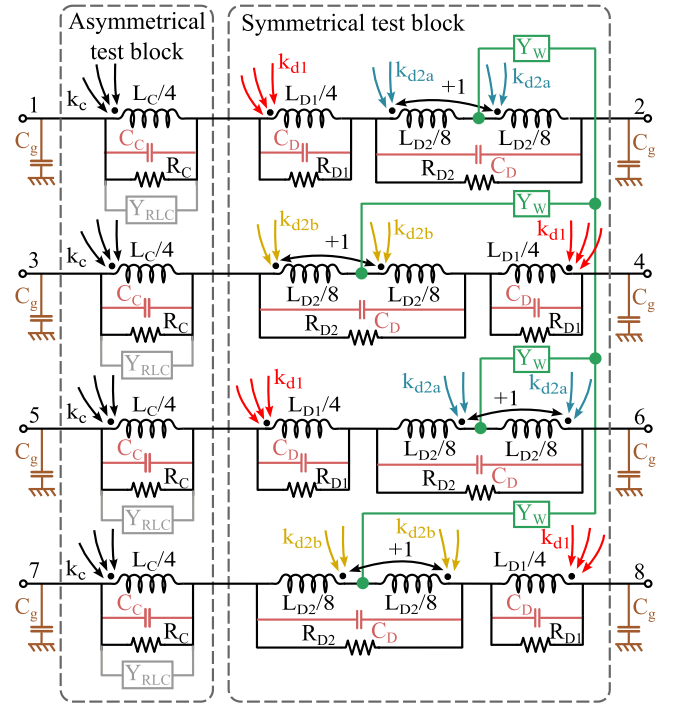 Asymmetrical
test block
Symmetrical test block
Y_W
k_d1
k_d2a
+1
k_d2a
1
k_c
L_C/4
L_D1/4
2
C_g
C_C
C_D
L_D2/8
L_D2/8
C_g
R_C
R_D1
R_D2
C_D
Y_RLC
Y_W
k_d2b
+1
k_d2b
k_d1
3
k_c
L_C/4
L_D1/4
4
C_g
C_C
L_D2/8
L_D2/8
C_D
C_g
R_C
R_D2
C_D
R_D1
Y_RLC
Y_W
k_d1
k_d2a
k_d2a
+1
5
k_c
L_C/4
L_D1/4
6
C_g
C_C
C_D
L_D2/8
L_D2/8
C_g
R_C
R_D1
R_D2
C_D
Y_RLC
Y_W
k_d2b
k_d2b
+1
k_d1
7
k_c
L_C/4
L_D1/4
8
C_g
C_C
L_D2/8
L_D2/8
C_D
C_g
R_C
R_D2
C_D
R_D1
Y_RLC